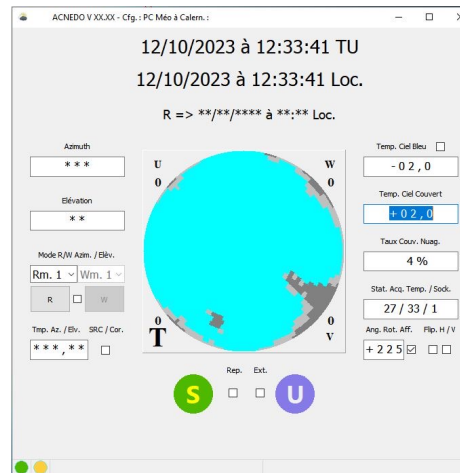 ACNEDO V XX.XX - Cfg. : PC Méo à Calern. :
12/10/2023 à 12:33:41 TU
12/10/2023 à 12:33:41 Loc.
R => **/**/**** à **:** Loc.
Azimuth
* * *
Elévation
* *
Mode R/W Azim. / Elèv.
Rm. 1 Wm. 1
R W
Tmp. Az. / Elv. SRC / Cor.
* * * , * *
U W
0 0
0 0
T V
Temp. Ciel Bleu
- 0 2 , 0
Temp. Ciel Couvert
+ 0 2 , 0
Taux Couv. Nuag.
4 %
Stat. Acq. Temp. / Sock.
27 / 33 / 1
Ang. Rot. Aff. Flip. H / V
+ 2 2 5
Rep. Ext.
S U